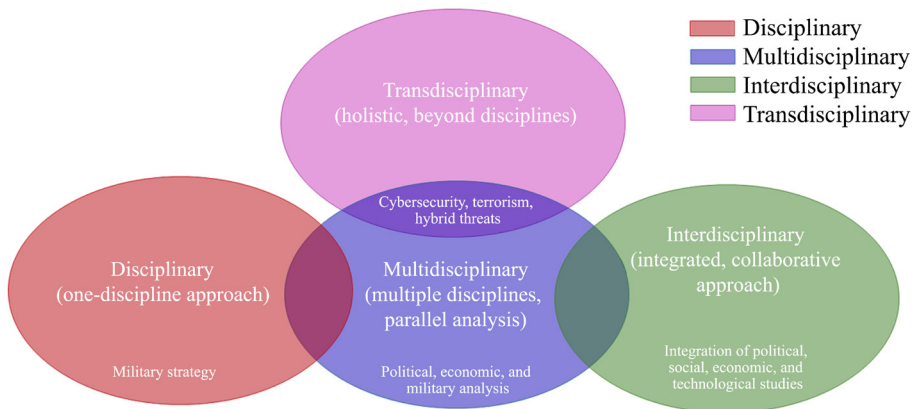 Disciplinary
Multidisciplinary
Interdisciplinary
Transdisciplinary
Transdisciplinary
(holistic, beyond disciplines)
Cybersecurity, terrorism,
hybrid threats
Disciplinary
(one-discipline approach)
Military strategy
Multidisciplinary
(multiple disciplines,
parallel analysis)
Political, economic, and
military analysis
Interdisciplinary
(integrated, collaborative
approach)
Integration of political,
social, economic, and
technological studies